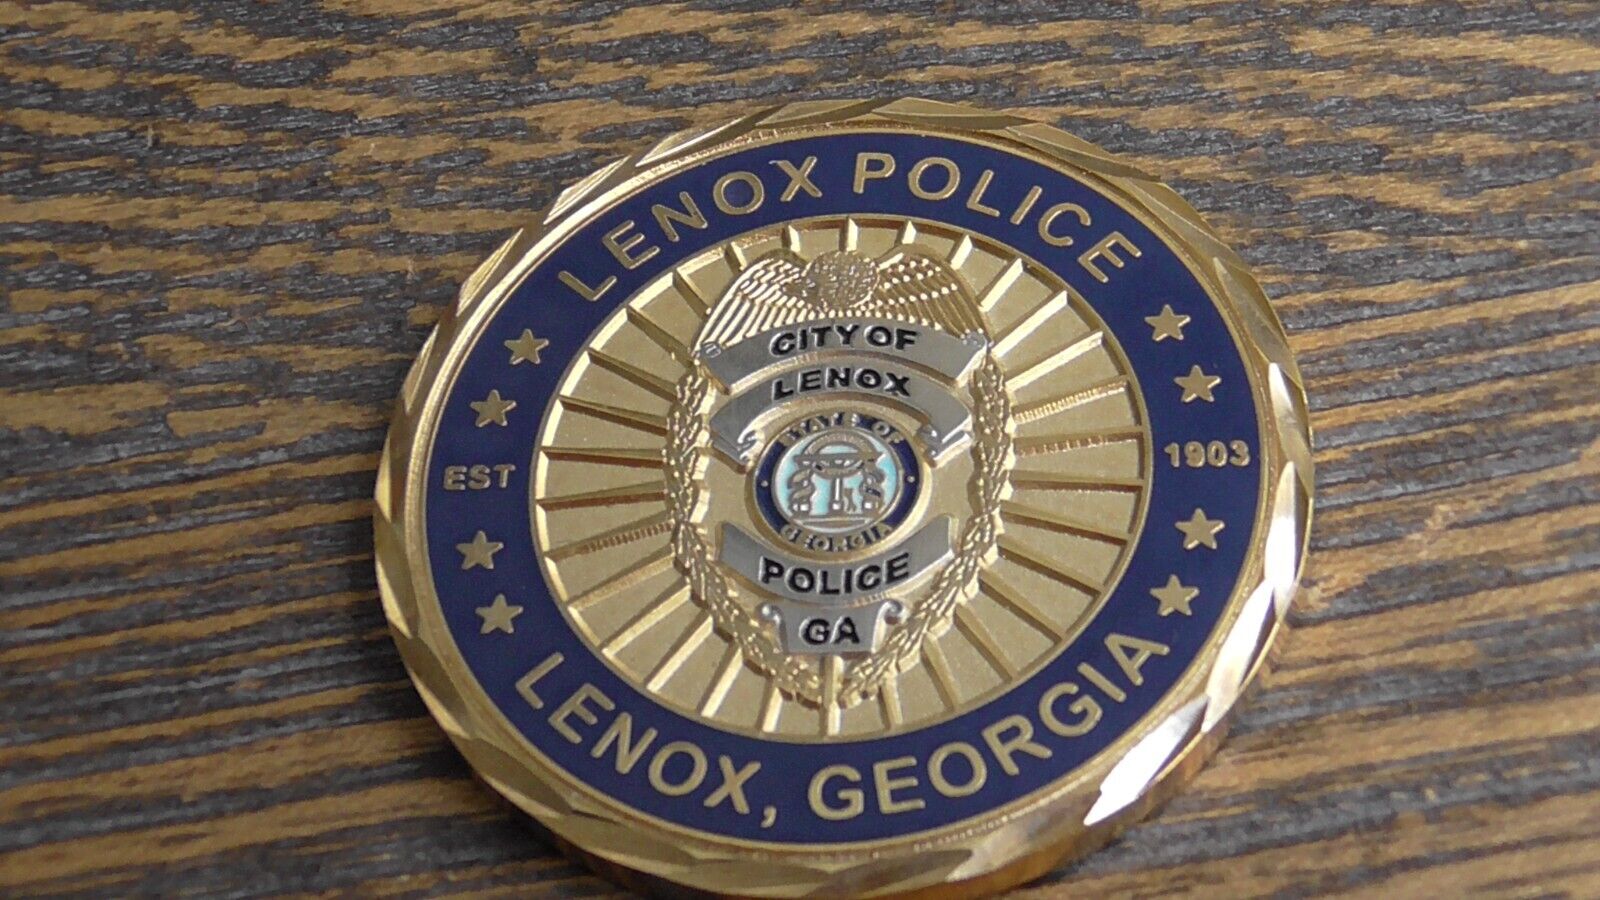 LENOX POLICE
EST
1903
CITY OF
LENOX
STATE OF
GEORGIA
POLICE
GA
LENOX, GEORGIA